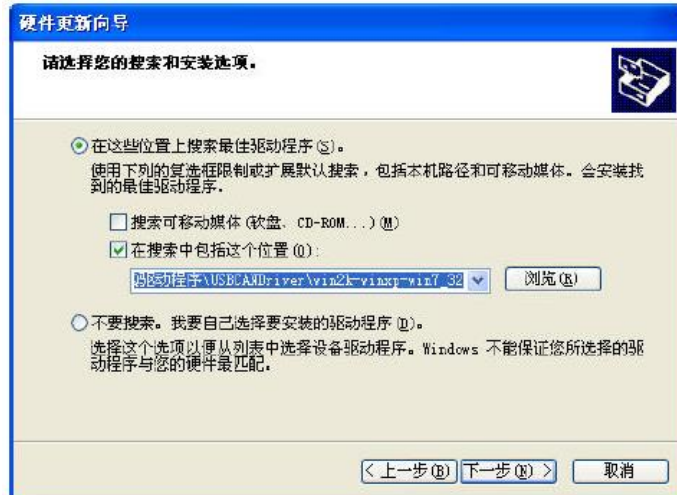 硬件更新向导
请选择您的搜索和安装选项。
在这些位置上搜索最佳驱动程序(S)。
使用下列的复选框限制或扩展默认搜索，包括本机路径和可移动媒体。会安装找
到的最佳驱动程序。
搜索可移动媒体(软盘、CD-ROM...)(M)
在搜索中包括这个位置(O):
驱动程序\USBCANDriver\win2k-winxp-win7_32
浏览(R)
不要搜索。我要自己选择要安装的驱动程序(D)。
选择这个选项以便从列表中选择设备驱动程序。Windows 不能保证您所选择的驱
动程序与您的硬件最匹配。
< 上一步(B) 下一步(N) > 取消